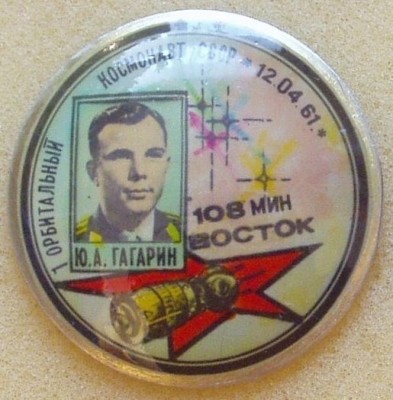 1 ОРБИТАЛЬНЫЙ КОСМОНАВТ СССР * 12.04.61.*
108 МИН
ВОСТОК
Ю.А. ГАГАРИН